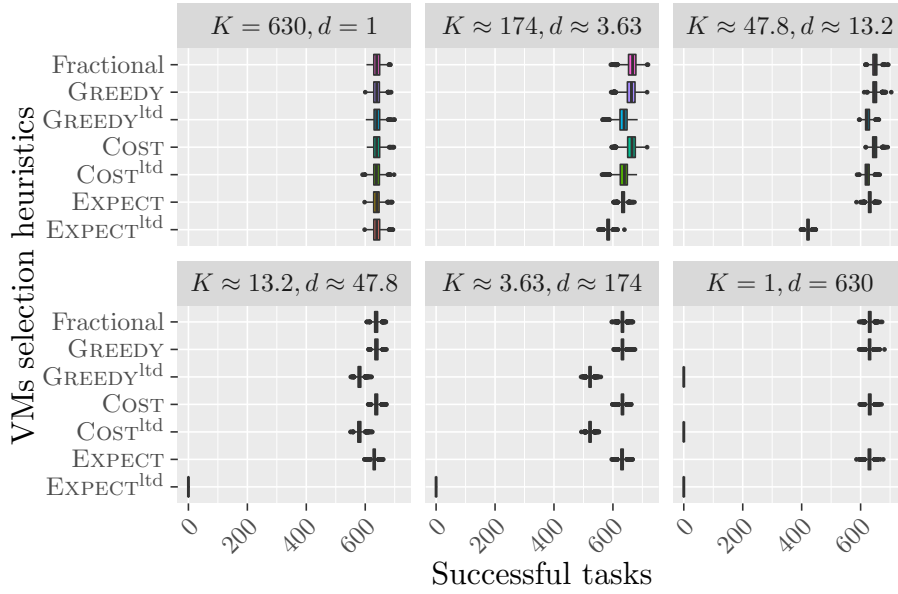 K = 630, d = 1
K ≈ 174, d ≈ 3.63
K ≈ 47.8, d ≈ 13.2
VMs selection heuristics
Fractional
GREEDY
GREEDY^ltd
COST
COST^ltd
EXPECT
EXPECT^ltd
K ≈ 13.2, d ≈ 47.8
K ≈ 3.63, d ≈ 174
K = 1, d = 630
Fractional
GREEDY
GREEDY^ltd
COST
COST^ltd
EXPECT
EXPECT^ltd
0 200 400 600 0 200 400 600 0 200 400 600
Successful tasks